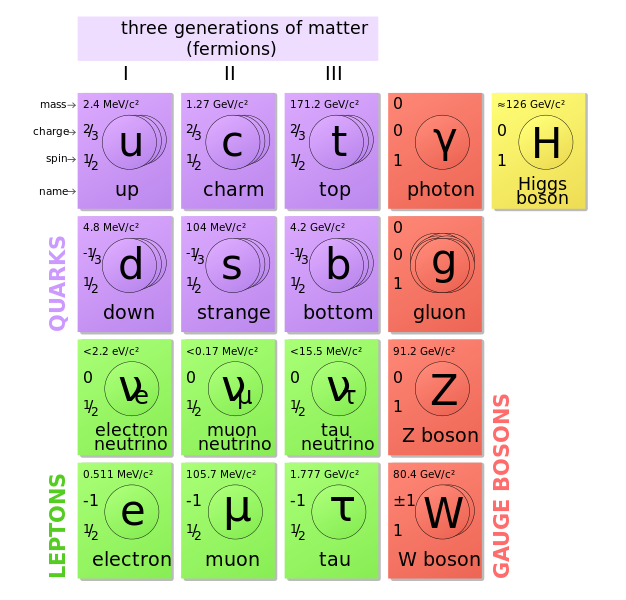 three generations of matter
(fermions)
I II III
mass→ 2.4 MeV/c² 1.27 GeV/c² 171.2 GeV/c² 0 ≈126 GeV/c²
charge→ 2/3 2/3 2/3 0 0
spin→ 1/2 1/2 1/2 1 1
u c t γ H
name→ up charm top photon Higgs
boson
QUARKS
4.8 MeV/c² 104 MeV/c² 4.2 GeV/c² 0
-1/3 -1/3 -1/3 0
1/2 1/2 1/2 1
d s b g
down strange bottom gluon
<2.2 eV/c² <0.17 MeV/c² <15.5 MeV/c² 91.2 GeV/c²
0 0 0 0
1/2 1/2 1/2 1
νe νμ ντ Z
electron muon tau Z boson
neutrino neutrino neutrino
LEPTONS
0.511 MeV/c² 105.7 MeV/c² 1.777 GeV/c² 80.4 GeV/c²
-1 -1 -1 ±1
1/2 1/2 1/2 1
e μ τ W
electron muon tau W boson
GAUGE BOSONS